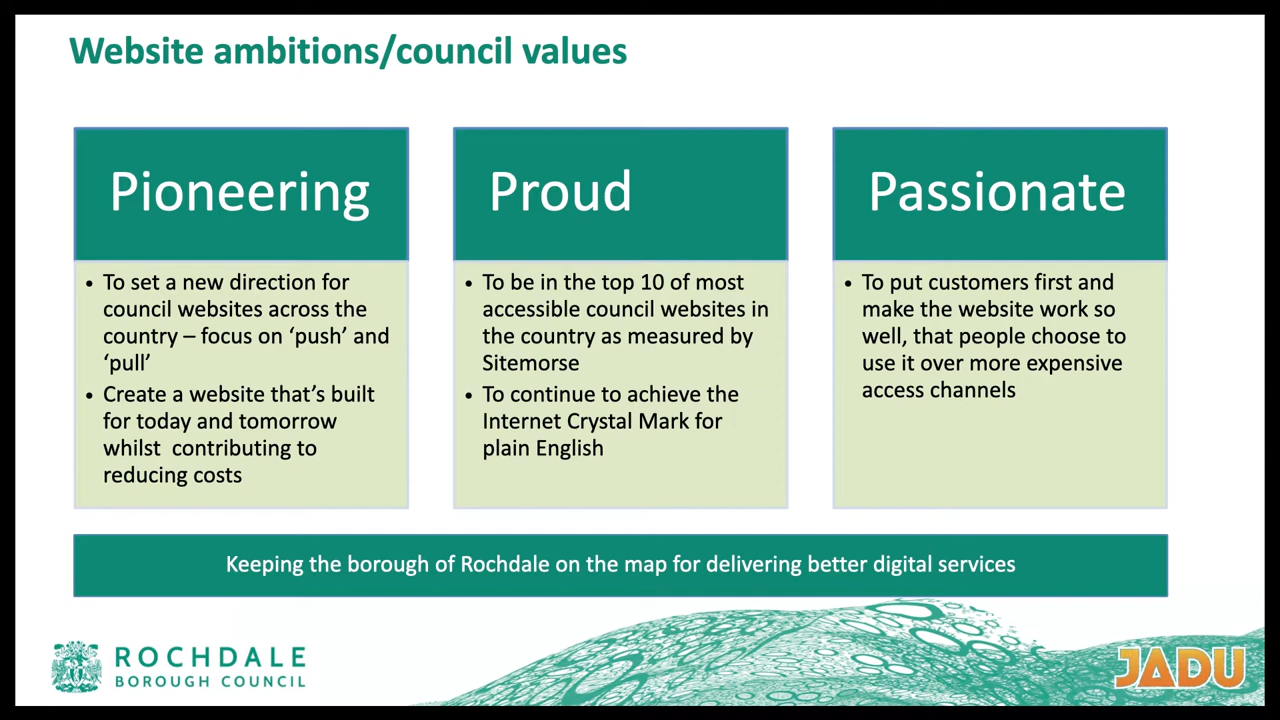 Website ambitions/council values
Pioneering
• To set a new direction for
council websites across the
country – focus on ‘push’ and
‘pull’
• Create a website that’s built
for today and tomorrow
whilst  contributing to
reducing costs
Proud
• To be in the top 10 of most
accessible council websites in
the country as measured by
Sitemorse
• To continue to achieve the
Internet Crystal Mark for
plain English
Passionate
• To put customers first and
make the website work so
well, that people choose to
use it over more expensive
access channels
Keeping the borough of Rochdale on the map for delivering better digital services
ROCHDALE
BOROUGH COUNCIL
JADU